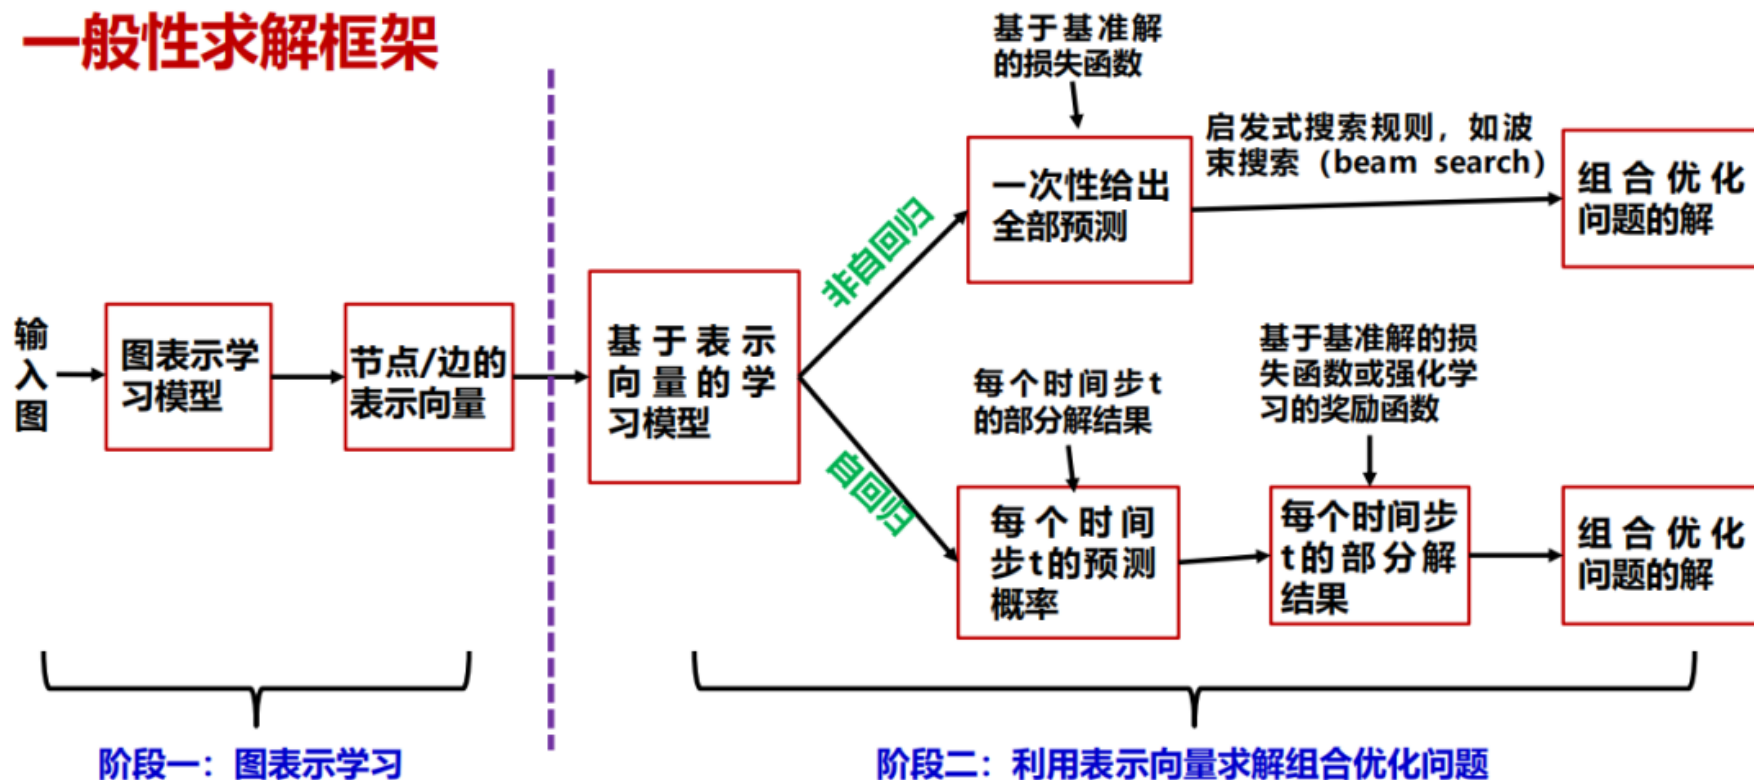 一般性求解框架
基于基准解
的损失函数
启发式搜索规则，如波
束搜索（beam search）
一次性给出
全部预测
组合优化
问题的解
非自回归
输
入
图
图表示学
习模型
节点/边的
表示向量
基于表示
向量的学
习模型
自回归
每个时间步t
的部分解结果
基于基准解的损
失函数或强化学
习的奖励函数
每个时间
步t的预测
概率
每个时间步
t的部分解
结果
组合优化
问题的解
阶段一：图表示学习
阶段二：利用表示向量求解组合优化问题